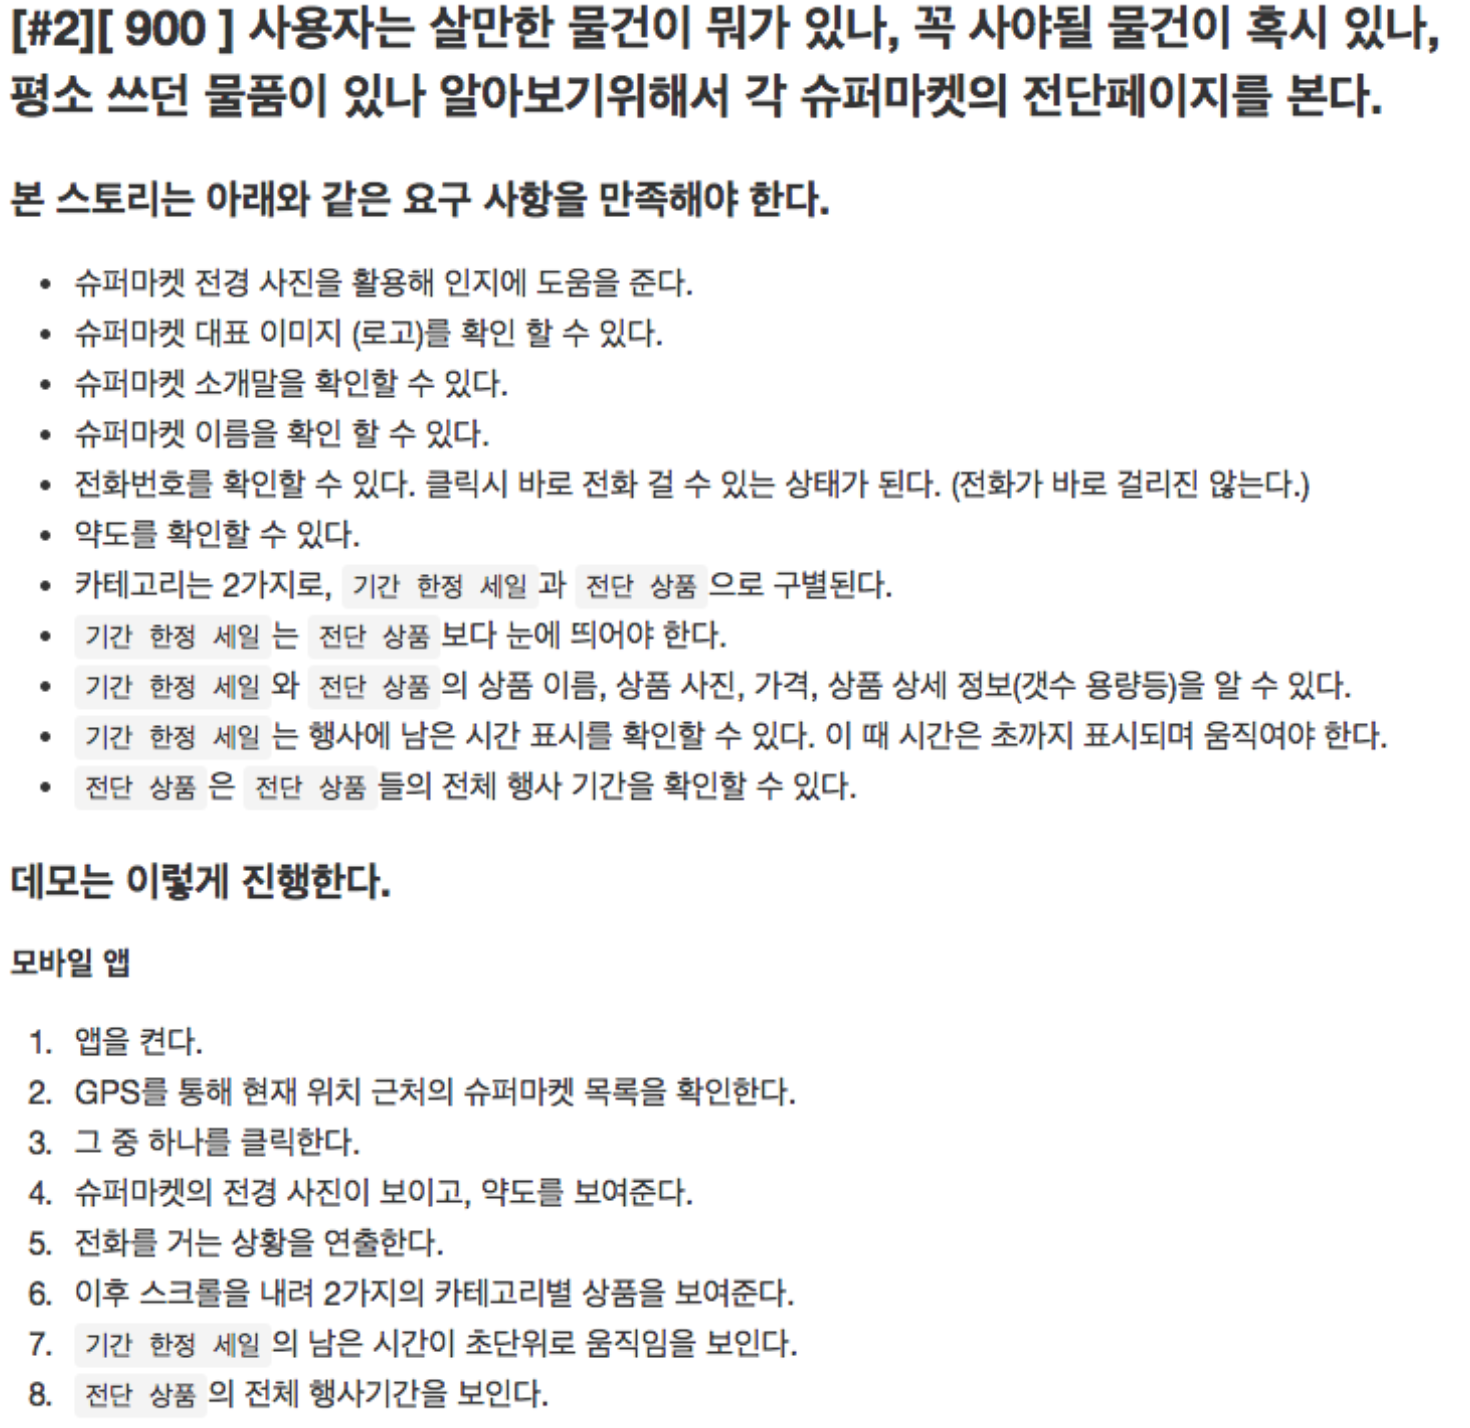 [#2][ 900 ] 사용자는 살만한 물건이 뭐가 있나, 꼭 사야될 물건이 혹시 있나,
평소 쓰던 물품이 있나 알아보기위해서 각 슈퍼마켓의 전단페이지를 본다.
본 스토리는 아래와 같은 요구 사항을 만족해야 한다.
• 슈퍼마켓 전경 사진을 활용해 인지에 도움을 준다.
• 슈퍼마켓 대표 이미지 (로고)를 확인 할 수 있다.
• 슈퍼마켓 소개말을 확인할 수 있다.
• 슈퍼마켓 이름을 확인 할 수 있다.
• 전화번호를 확인할 수 있다. 클릭시 바로 전화 걸 수 있는 상태가 된다. (전화가 바로 걸리진 않는다.)
• 약도를 확인할 수 있다.
• 카테고리는 2가지로, 기간 한정 세일 과 전단 상품 으로 구별된다.
• 기간 한정 세일 는 전단 상품 보다 눈에 띄어야 한다.
• 기간 한정 세일 와 전단 상품 의 상품 이름, 상품 사진, 가격, 상품 상세 정보(갯수 용량등)을 알 수 있다.
• 기간 한정 세일 는 행사에 남은 시간 표시를 확인할 수 있다. 이 때 시간은 초까지 표시되며 움직여야 한다.
• 전단 상품 은 전단 상품 들의 전체 행사 기간을 확인할 수 있다.
데모는 이렇게 진행한다.
모바일 앱
1. 앱을 켠다.
2. GPS를 통해 현재 위치 근처의 슈퍼마켓 목록을 확인한다.
3. 그 중 하나를 클릭한다.
4. 슈퍼마켓의 전경 사진이 보이고, 약도를 보여준다.
5. 전화를 거는 상황을 연출한다.
6. 이후 스크롤을 내려 2가지의 카테고리별 상품을 보여준다.
7. 기간 한정 세일 의 남은 시간이 초단위로 움직임을 보인다.
8. 전단 상품 의 전체 행사기간을 보인다.